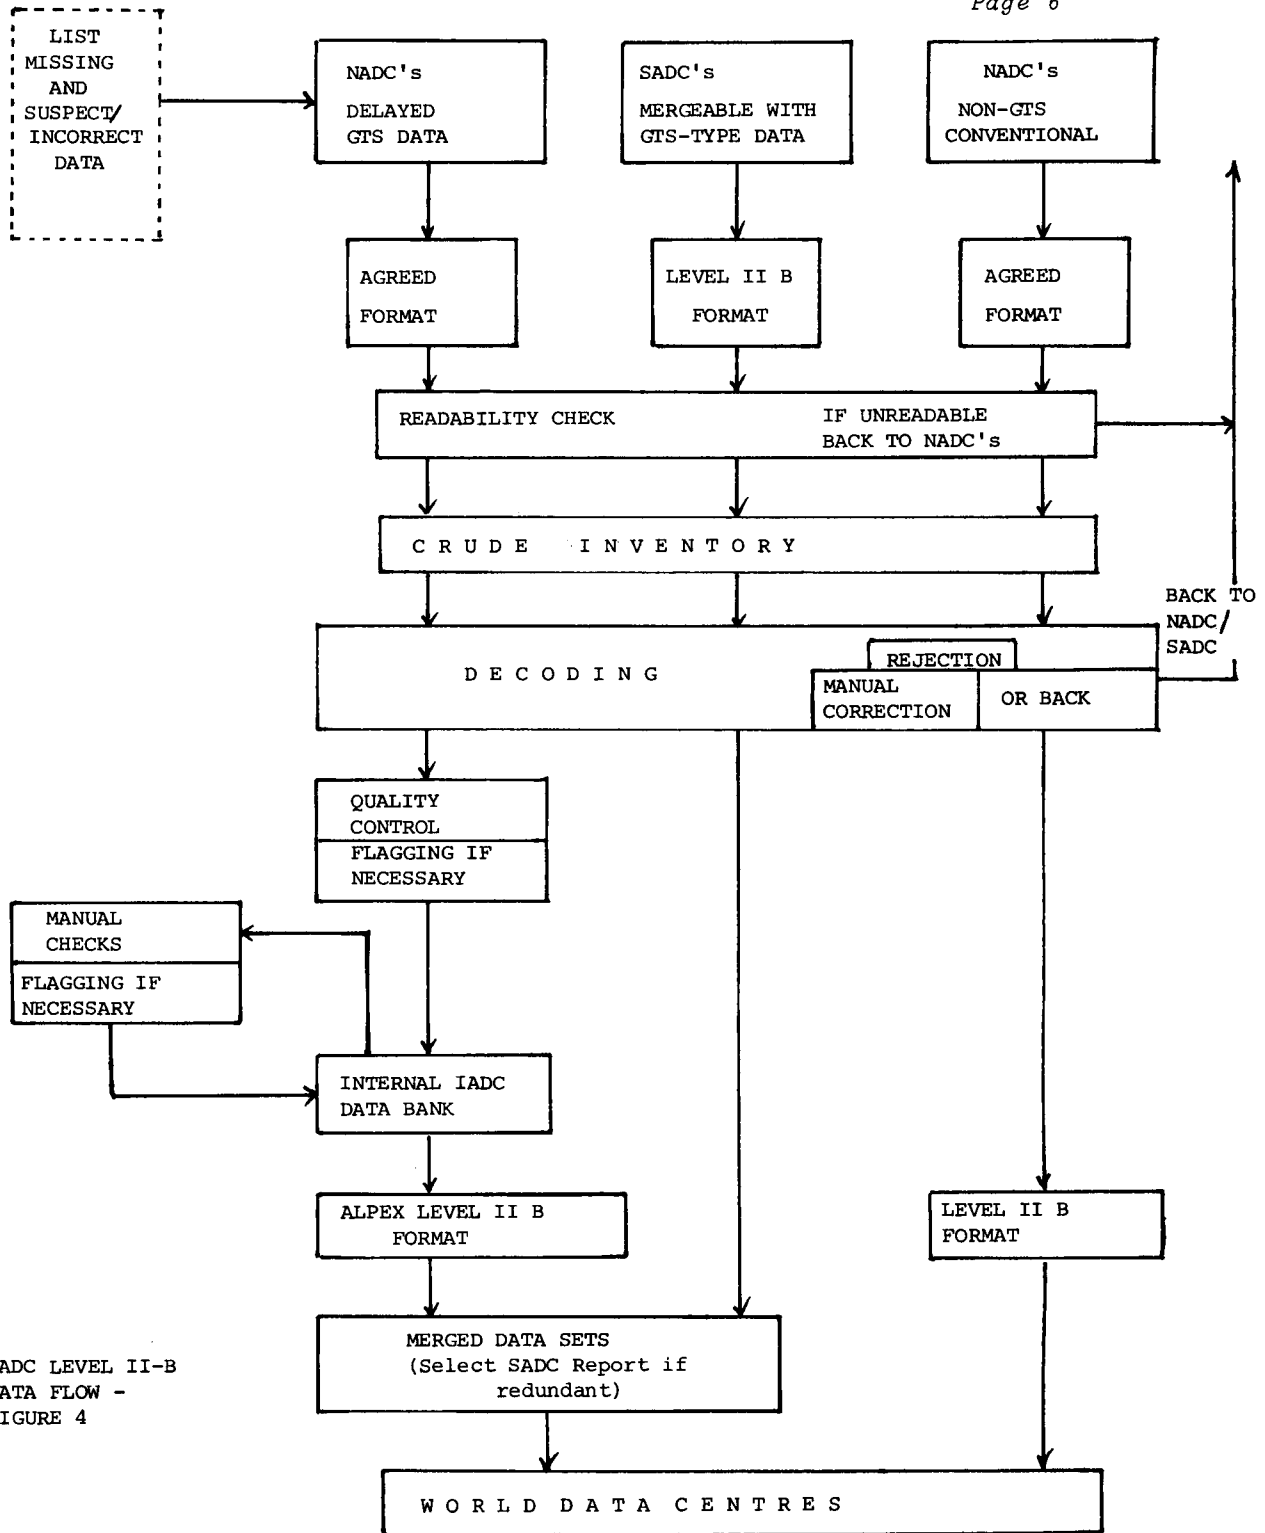 Page 6
LIST
MISSING
AND
SUSPECT/
INCORRECT
DATA
NADC's
DELAYED
GTS DATA
SADC's
MERGEABLE WITH
GTS-TYPE DATA
NADC's
NON-GTS
CONVENTIONAL
AGREED
FORMAT
LEVEL II B
FORMAT
AGREED
FORMAT
READABILITY CHECK
IF UNREADABLE
BACK TO NADC's
C R U D E   I N V E N T O R Y
BACK TO
NADC/
SADC
D E C O D I N G
REJECTION
MANUAL
CORRECTION
OR BACK
QUALITY
CONTROL
FLAGGING IF
NECESSARY
MANUAL
CHECKS
FLAGGING IF
NECESSARY
INTERNAL IADC
DATA BANK
ALPEX LEVEL II B
FORMAT
LEVEL II B
FORMAT
MERGED DATA SETS
(Select SADC Report if
redundant)
ADC LEVEL II-B
ATA FLOW -
IGURE 4
W O R L D  D A T A  C E N T R E S